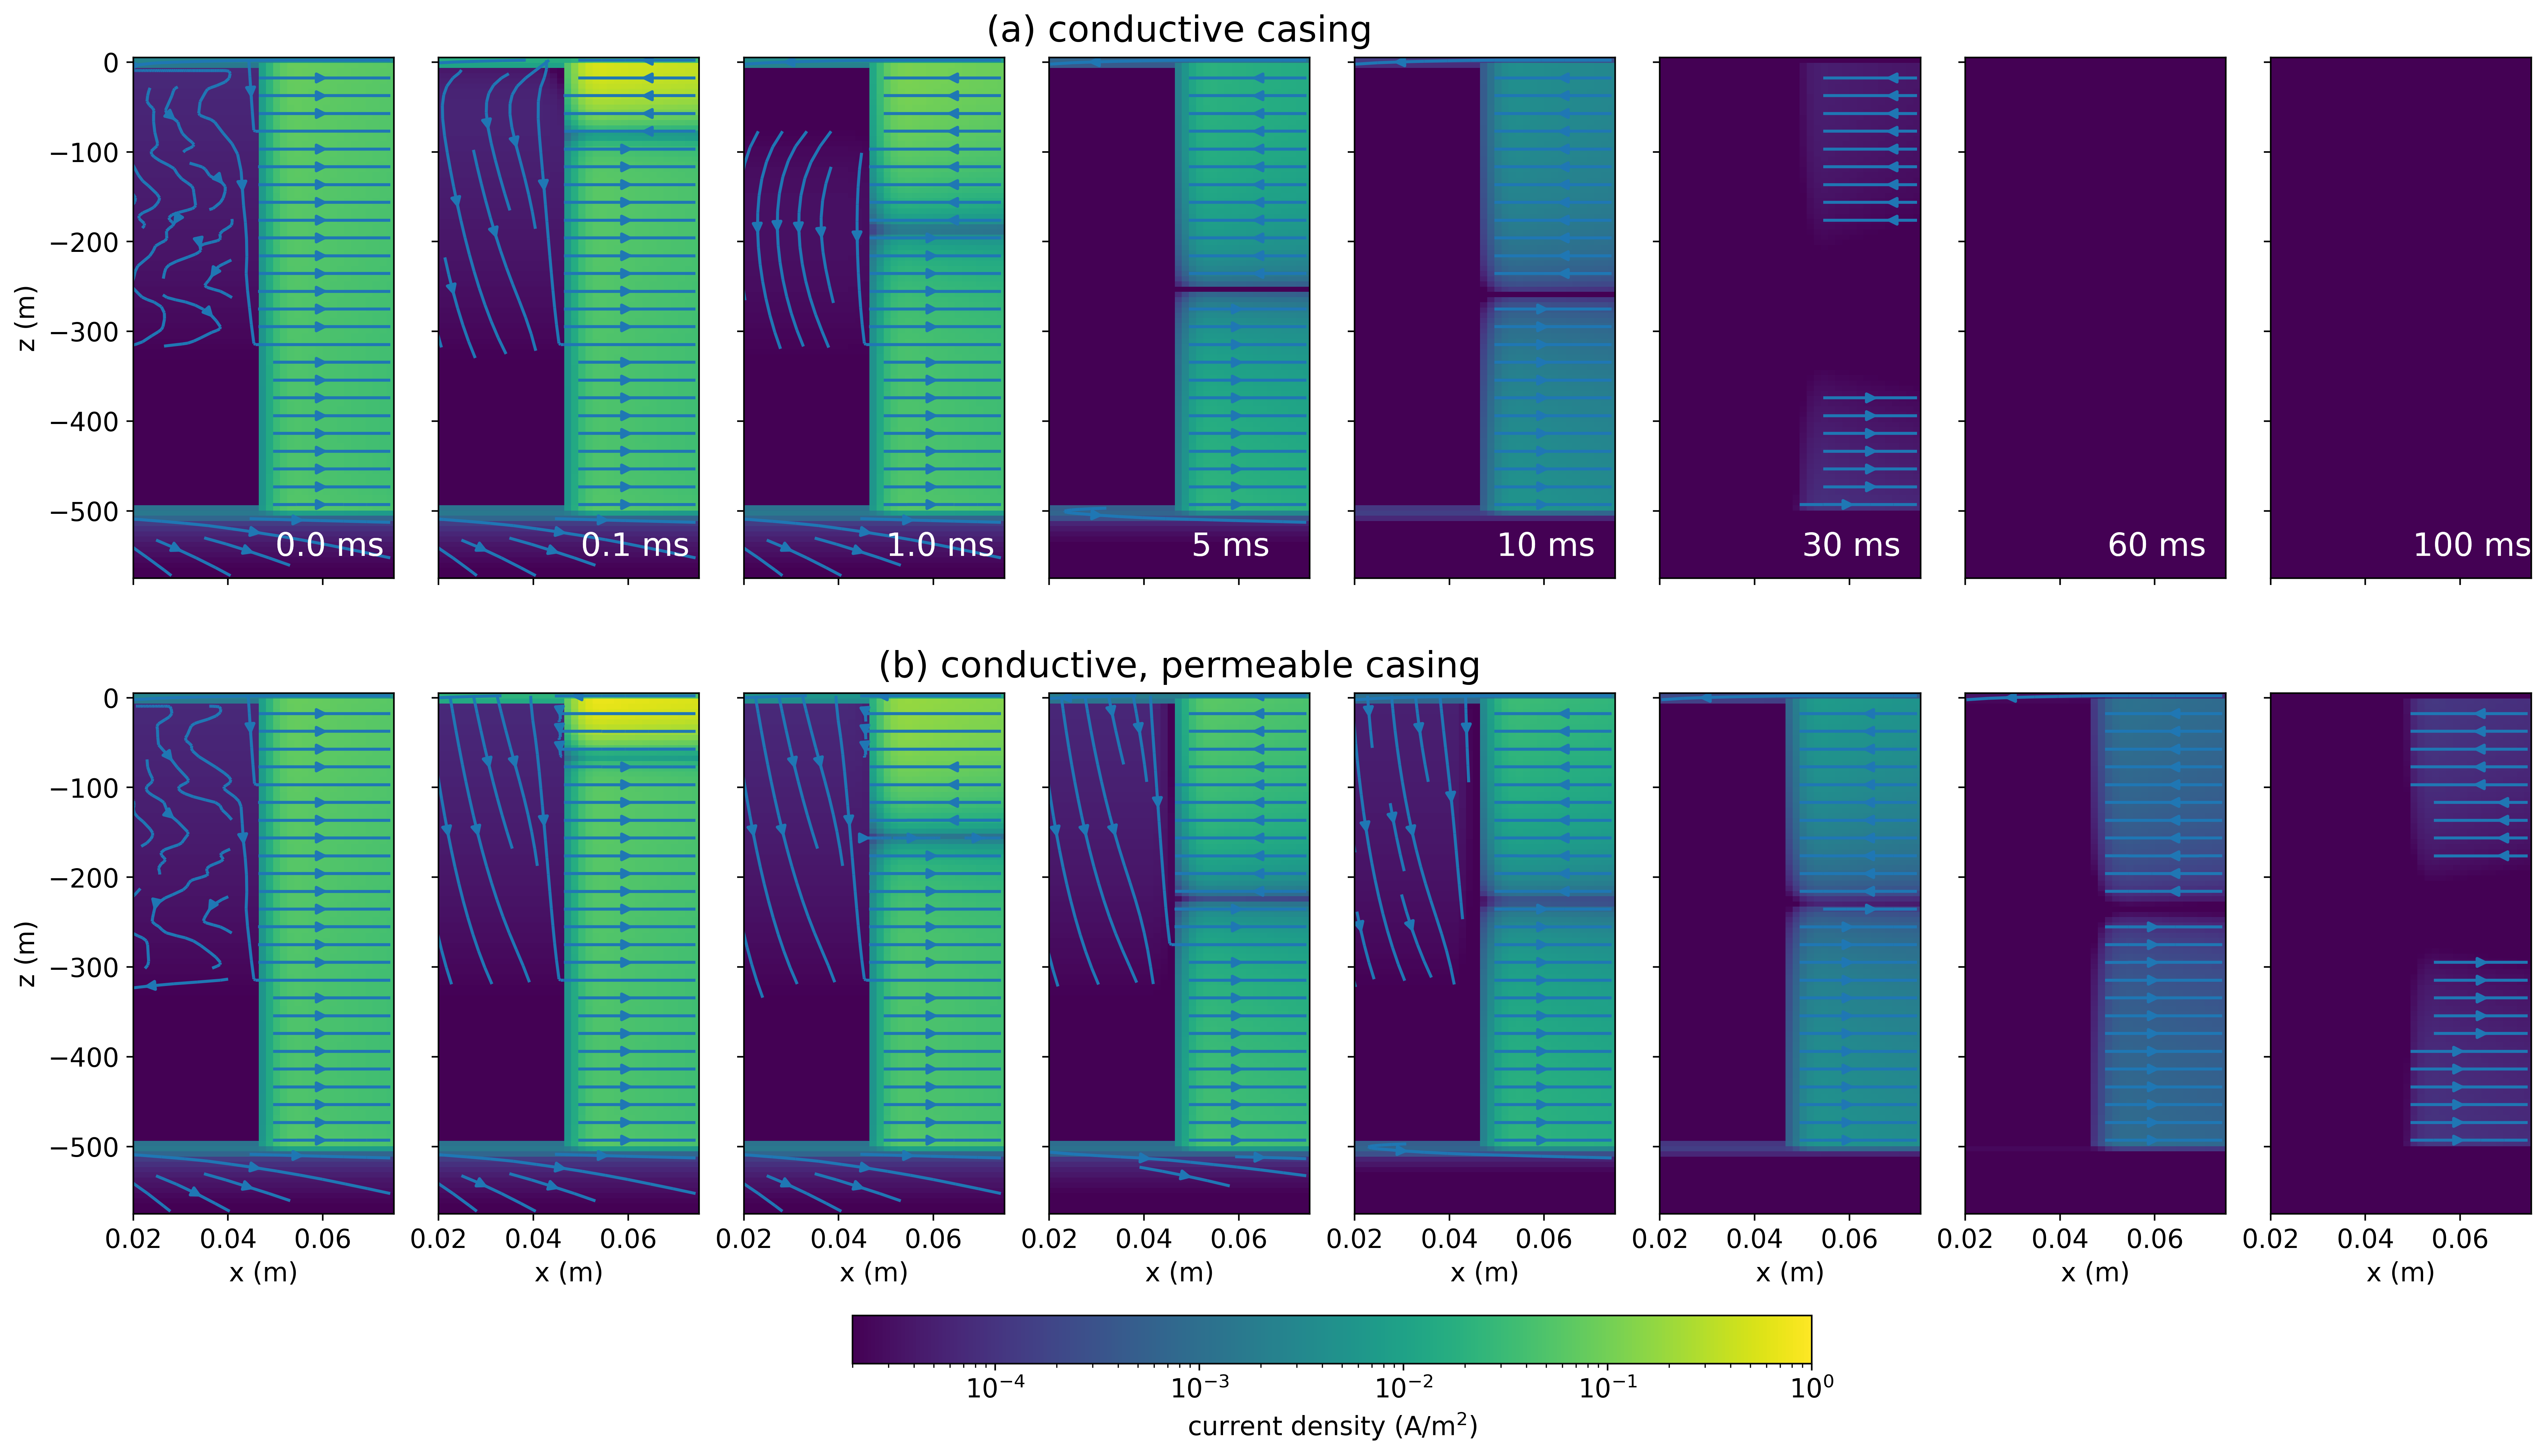 (a) conductive casing
0
−100
−200
−300
−400
−500
z (m)
0.0 ms
0.1 ms
1.0 ms
5 ms
10 ms
30 ms
60 ms
100 ms
(b) conductive, permeable casing
0
−100
−200
−300
−400
−500
z (m)
0.02 0.04 0.06
0.02 0.04 0.06
0.02 0.04 0.06
0.02 0.04 0.06
0.02 0.04 0.06
0.02 0.04 0.06
0.02 0.04 0.06
0.02 0.04 0.06
x (m)
x (m)
x (m)
x (m)
x (m)
x (m)
x (m)
x (m)
10⁻⁴ 10⁻³ 10⁻² 10⁻¹ 10⁰
current density (A/m²)